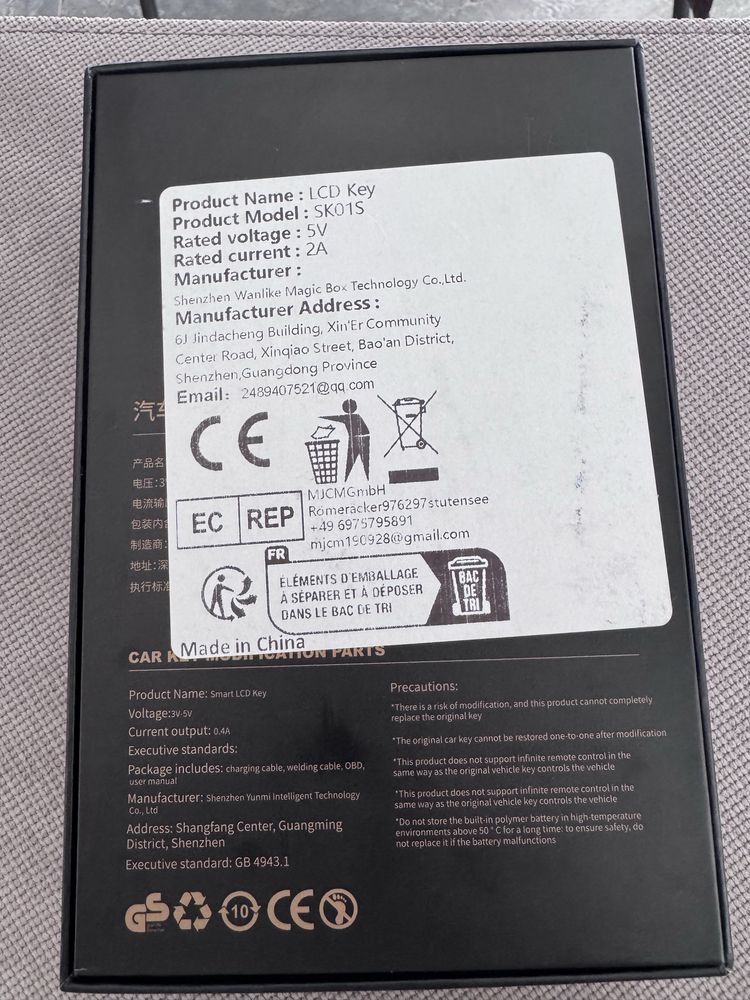 Product Name : LCD Key
Product Model : SK01S
Rated voltage : 5V
Rated current : 2A
Manufacturer :
Shenzhen Wanlike Magic Box Technology Co.,Ltd.
Manufacturer Address :
6J Jindacheng Building, Xin'Er Community
Center Road, Xinqiao Street, Bao'an District,
Shenzhen,Guangdong Province
Email: 2489407521@qq.com
CE
EC REP
MJCMGmbH
Romeracker976297stutensee
+49 6975795891
mjcm190928@gmail.com
FR
ÉLÉMENTS D'EMBALLAGE
À SÉPARER ET À DÉPOSER
DANS LE BAC DE TRI
BAC
DE
TRI
Made in China
汽车
产品名
电压:3
电流输
包装内
制造商:
地址: 深
执行标准
CAR KEY MODIFICATION PARTS
Product Name: Smart LCD Key
Voltage:3V-5V
Current output: 0.4A
Executive standards:
Package includes: charging cable, welding cable, OBD,
user manual
Manufacturer: Shenzhen Yunmi Intelligent Technology
Co., Ltd
Address: Shangfang Center, Guangming
District, Shenzhen
Executive standard: GB 4943.1
Precautions:
*There is a risk of modification, and this product cannot completely
replace the original key
*The original car key cannot be restored one-to-one after modification
*This product does not support infinite remote control in the
same way as the original vehicle key controls the vehicle
*This product does not support infinite remote control in the
same way as the original vehicle key controls the vehicle
*Do not store the built-in polymer battery in high-temperature
environments above 50 ° C for a long time: to ensure safety, do
not replace it if the battery malfunctions
GS
10
CE